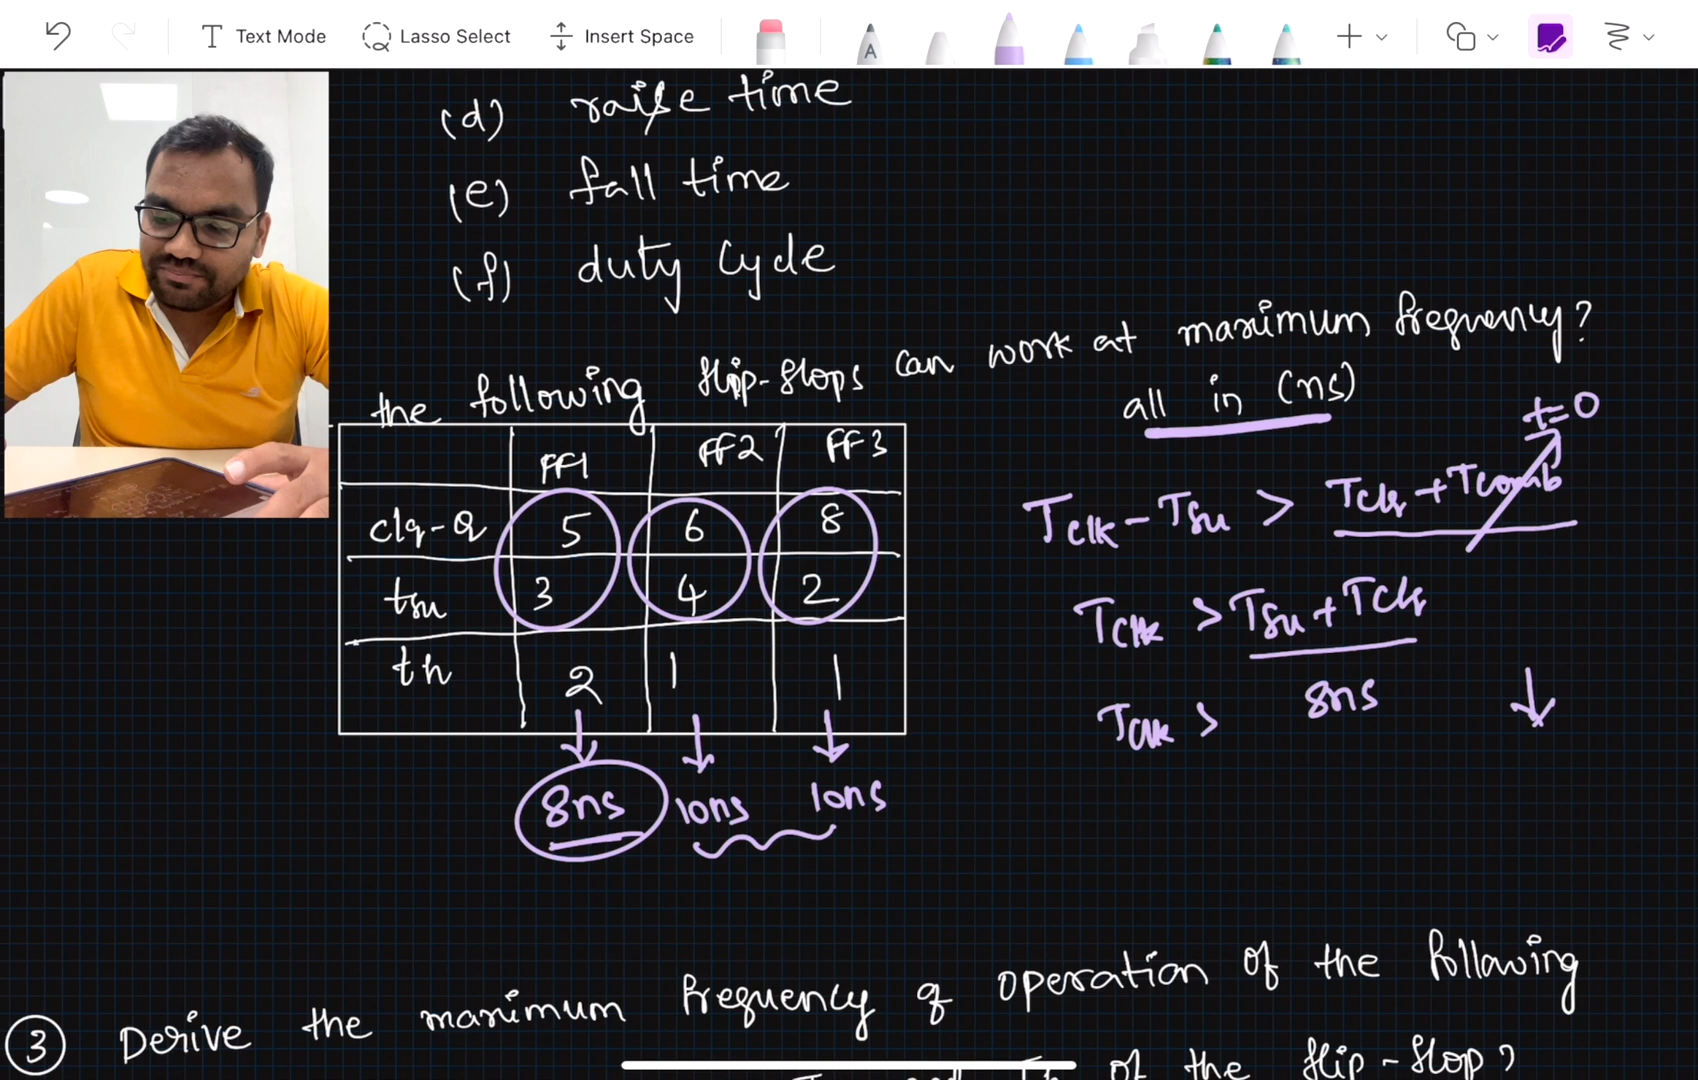 Text Mode Lasso Select Insert Space
A
(d) raise time
(e) fall time
(f) duty cycle
the following flip-flops can work at maximum frequency?
all in (ns)
t=0
FF1 FF2 FF3
clq-Q 5 6 8
tsu 3 4 2
th 2 1 1
8ns 10ns 10ns
Tclk - Tsu > Tclq + Tcomb
Tclk > Tsu + Tclq
Tclk > 8ns
3 Derive the maximum frequency of operation of the following
of the flip-flop?